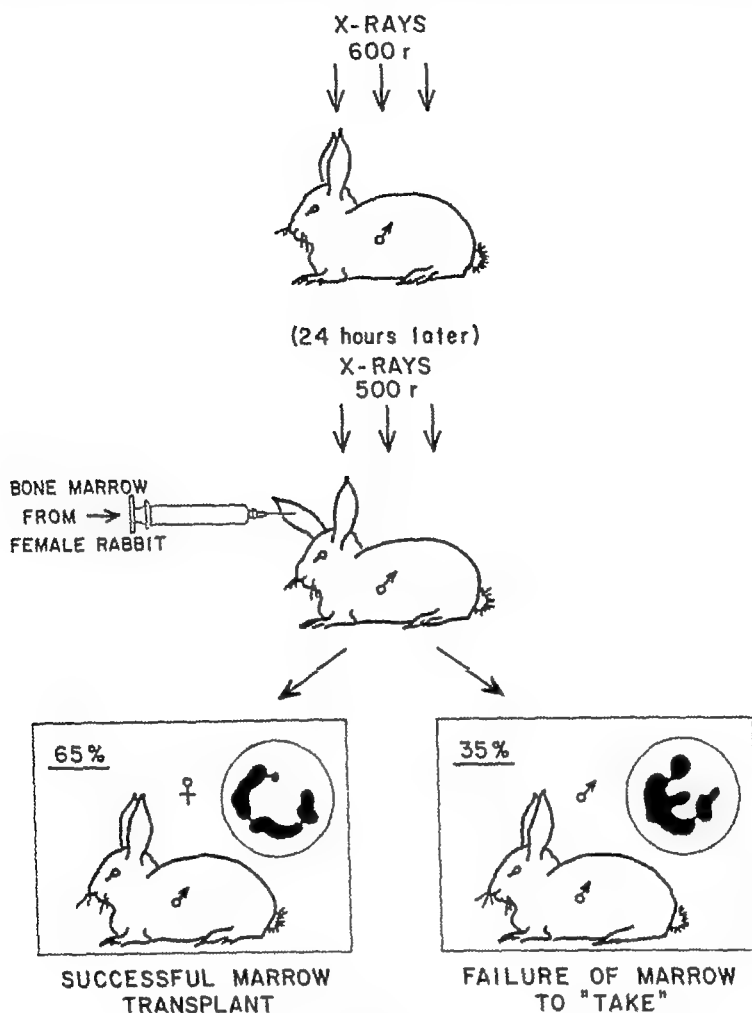 X-RAYS
600 r
♂
(24 hours later)
X-RAYS
500 r
BONE MARROW
FROM →
FEMALE RABBIT
♂
65%
♀
♂
SUCCESSFUL MARROW
TRANSPLANT
35%
♂
♂
FAILURE OF MARROW
TO "TAKE"